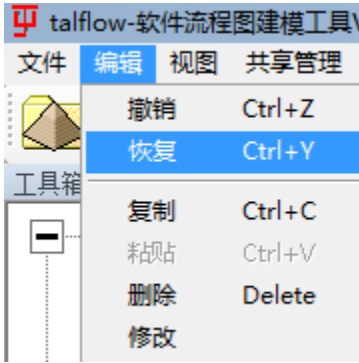 talflow-软件流程图建模工具
文件 编辑 视图 共享管理
撤销 Ctrl+Z
恢复 Ctrl+Y
工具箱
复制 Ctrl+C
粘贴 Ctrl+V
删除 Delete
修改